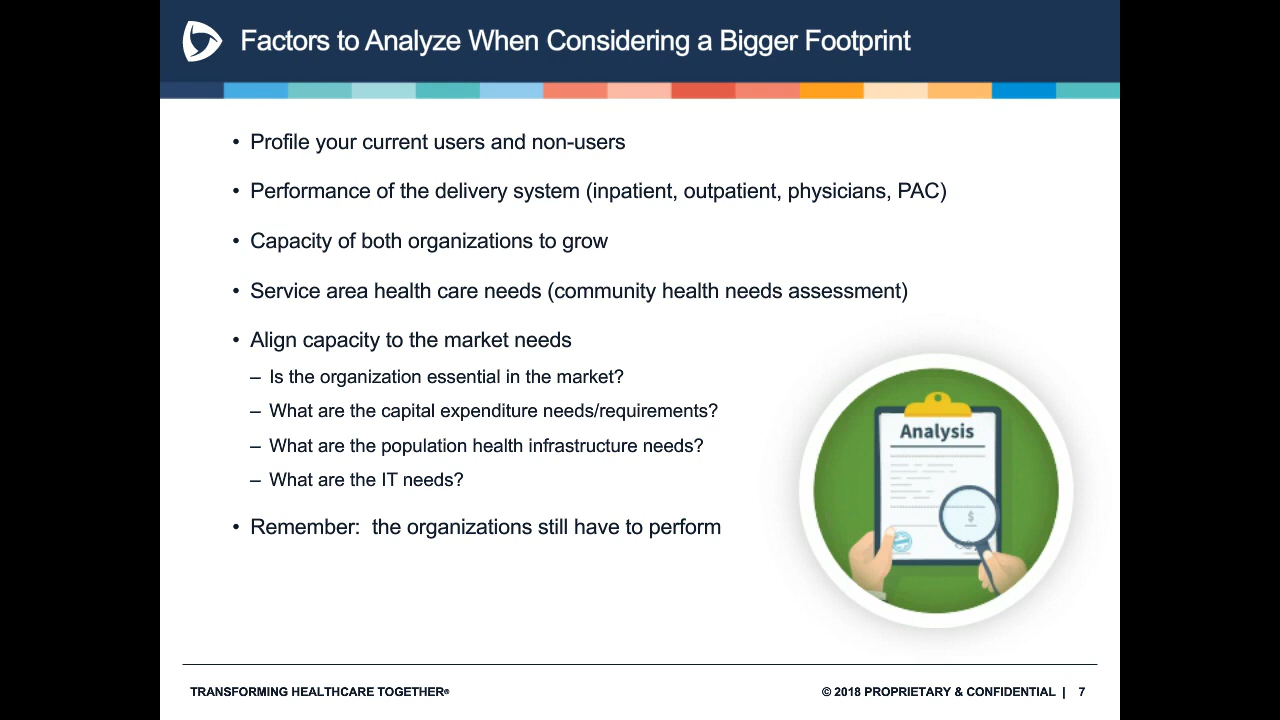 Factors to Analyze When Considering a Bigger Footprint
• Profile your current users and non-users
• Performance of the delivery system (inpatient, outpatient, physicians, PAC)
• Capacity of both organizations to grow
• Service area health care needs (community health needs assessment)
• Align capacity to the market needs
– Is the organization essential in the market?
– What are the capital expenditure needs/requirements?
– What are the population health infrastructure needs?
– What are the IT needs?
• Remember:  the organizations still have to perform
Analysis
$
TRANSFORMING HEALTHCARE TOGETHER®
© 2018 PROPRIETARY & CONFIDENTIAL | 7